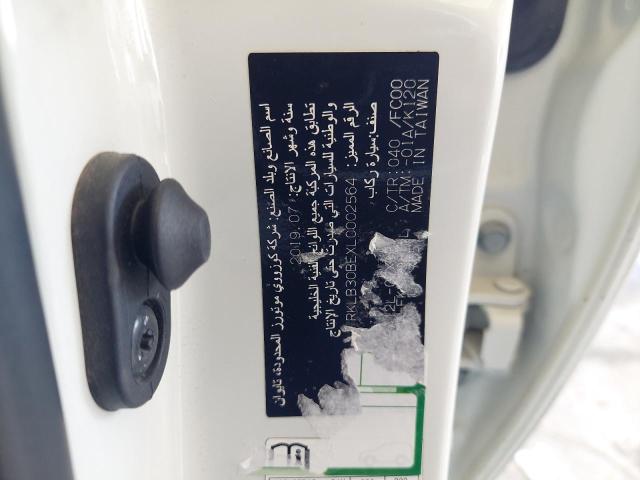 اسم الصانع وبلد الصنع: شركة كوزووي موتورز المحدودة، تايوان
سنة وشهر الإنتاج: 2019.07
تطابق هذه المركبة جميع اللوائح الفنية الخليجية
والوطنية للسيارات التي صدرت حتى تاريخ الإنتاج
الرقم المميز: RKLB30BEXL0002564
صنف: سيارة ركاب
C/TR: 040 /FC00
A/TM: -01A/K120
MADE IN TAIWAN